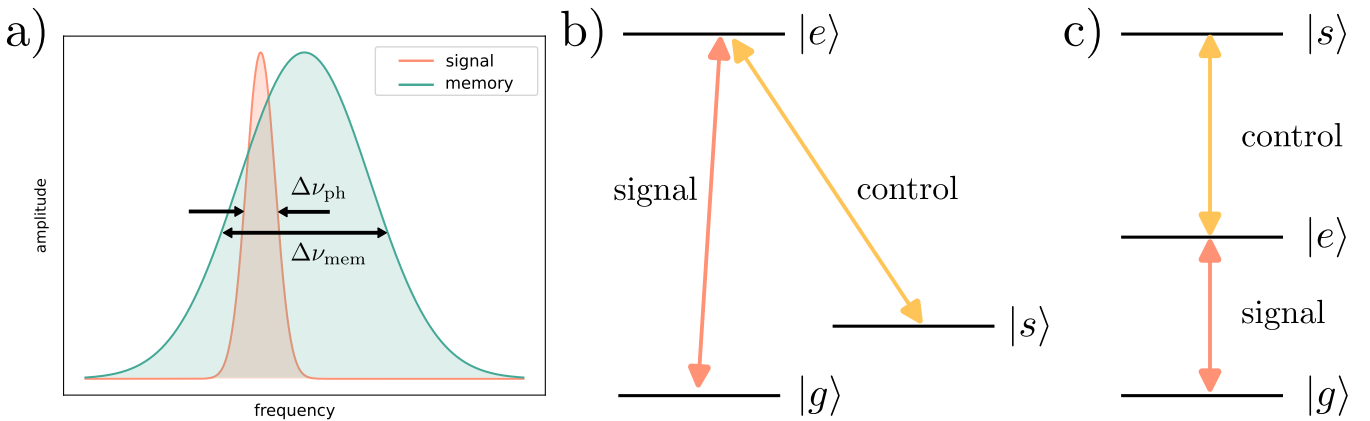 a)
signal
memory
Δν_ph
Δν_mem
amplitude
frequency
b)
|e⟩
signal
control
|s⟩
|g⟩
c)
|s⟩
control
|e⟩
signal
|g⟩